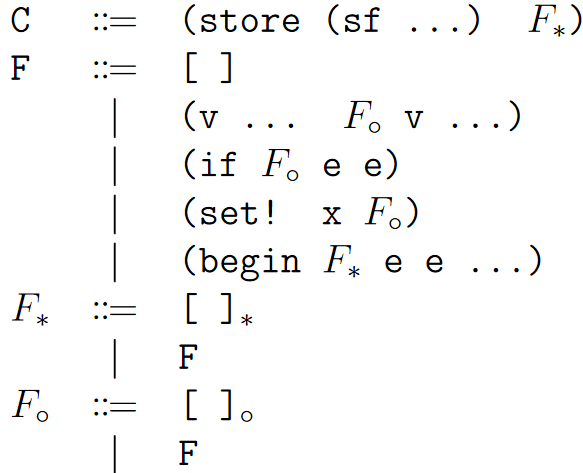 C ::= (store (sf ...) F∗)
F ::= [ ]
| (v ... F∘ v ...)
| (if F∘ e e)
| (set! x F∘)
| (begin F∗ e e ...)
F∗ ::= [ ]∗
| F
F∘ ::= [ ]∘
| F